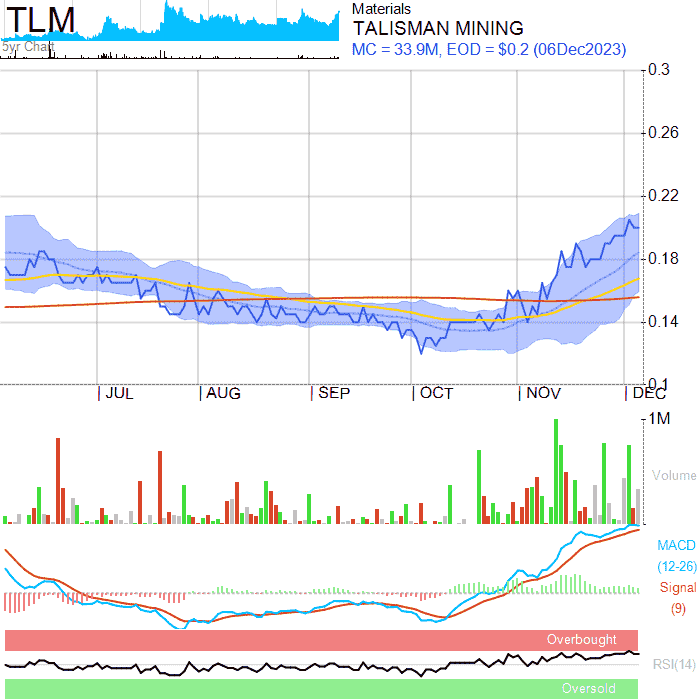 TLM
5yr Chart
Materials
TALISMAN MINING
MC = 33.9M, EOD = $0.2 (06Dec2023)
0.3
0.26
0.22
0.18
0.14
0.1
JUL
AUG
SEP
OCT
NOV
DEC
1M
Volume
MACD
(12-26)
Signal
(9)
Overbought
RSI(14)
Oversold